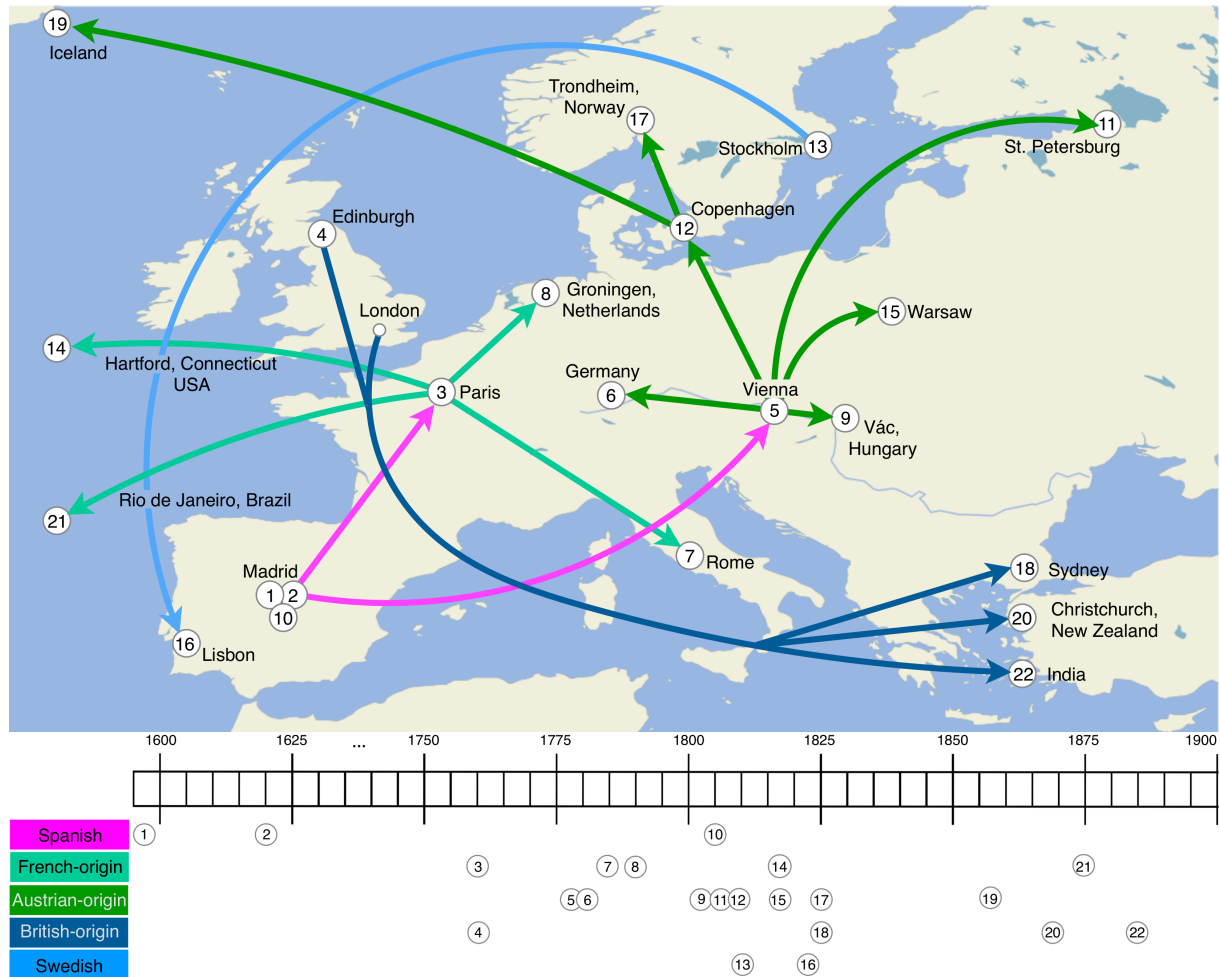 19
Iceland
Trondheim,
Norway
17
Stockholm
13
11
St. Petersburg
Copenhagen
12
Edinburgh
4
London
8
Groningen,
Netherlands
15
Warsaw
14
Hartford, Connecticut
USA
3
Paris
Germany
6
Vienna
5
9
Vác,
Hungary
Rio de Janeiro, Brazil
21
7
Rome
Madrid
1
2
10
16
Lisbon
18
Sydney
20
Christchurch,
New Zealand
22
India
1600 1625 ... 1750 1775 1800 1825 1850 1875 1900
Spanish 1 2 10
French-origin 3 7 8 14 21
Austrian-origin 5 6 9 11 12 15 17 19
British-origin 4 18 20 22
Swedish 13 16